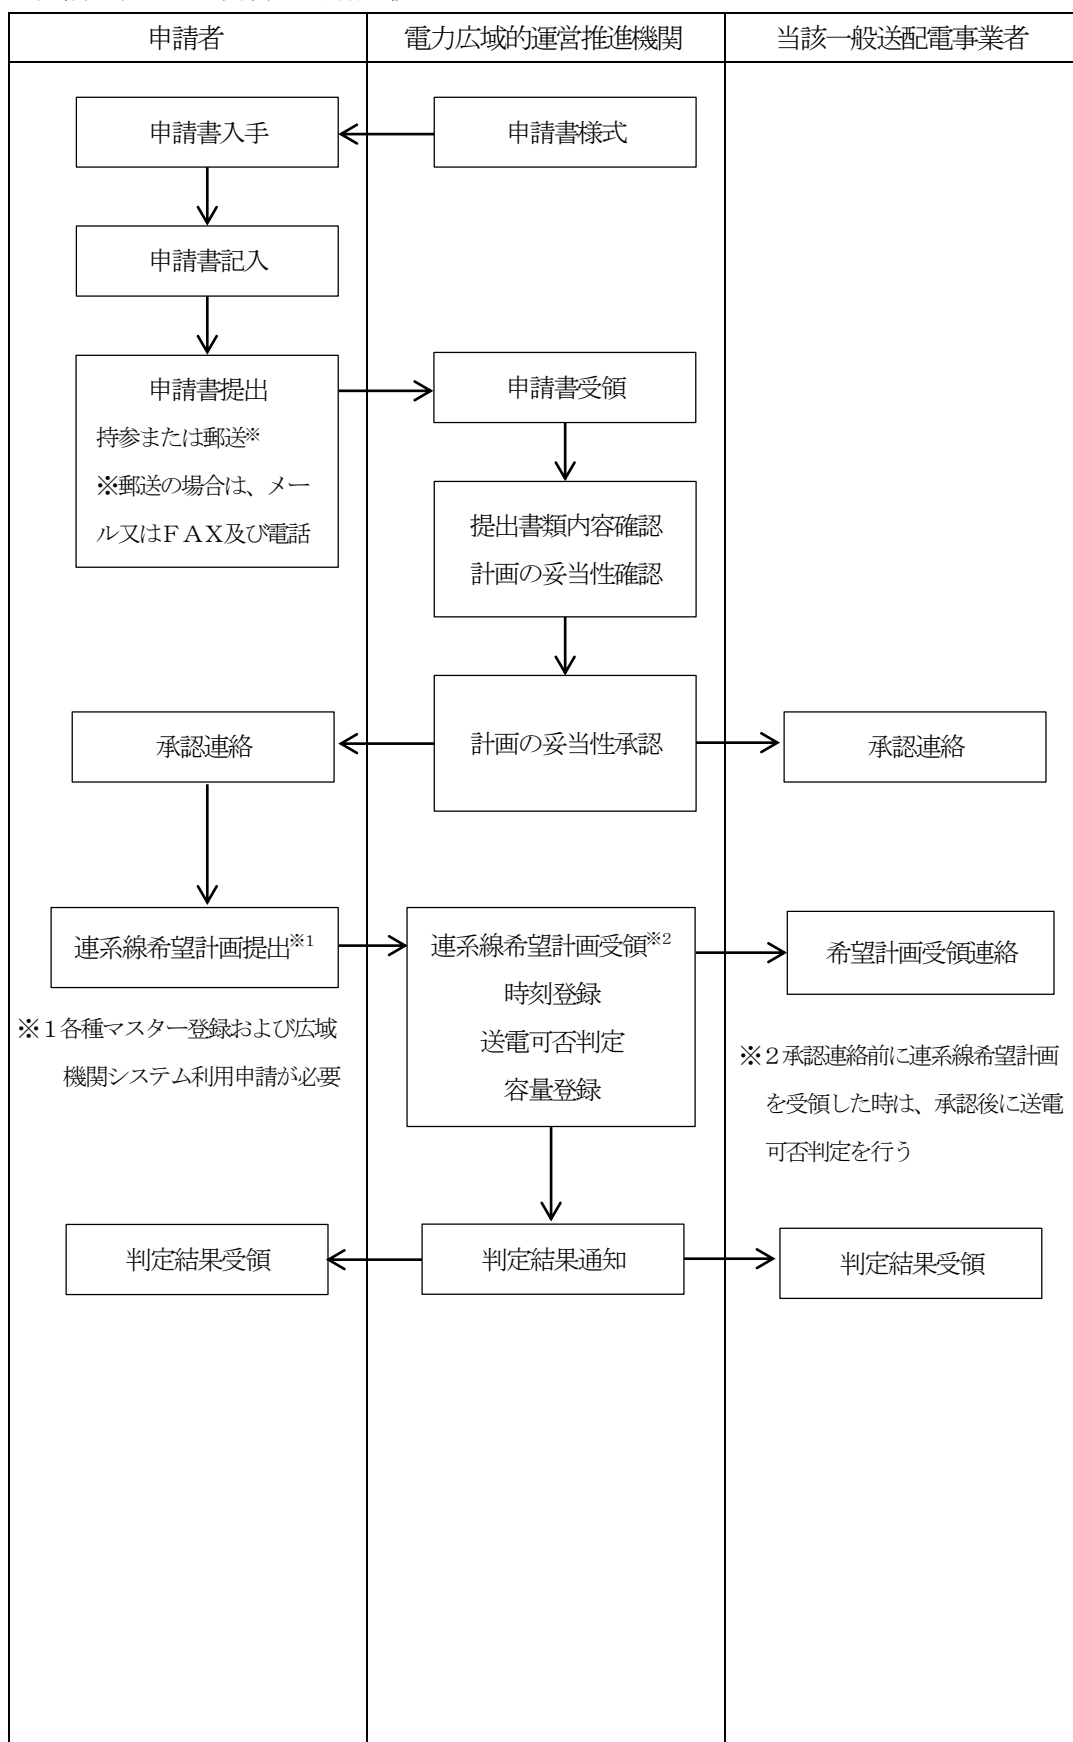 申請者
電力広域的運営推進機関
当該一般送配電事業者
申請書入手
申請書様式
申請書記入
申請書提出
持参または郵送※
※郵送の場合は、メー
ル又はFAX及び電話
申請書受領
提出書類内容確認
計画の妥当性確認
承認連絡
計画の妥当性承認
承認連絡
連系線希望計画提出※1
※1各種マスター登録および広域
機関システム利用申請が必要
連系線希望計画受領※2
時刻登録
送電可否判定
容量登録
希望計画受領連絡
※2承認連絡前に連系線希望計画
を受領した時は、承認後に送電
可否判定を行う
判定結果受領
判定結果通知
判定結果受領